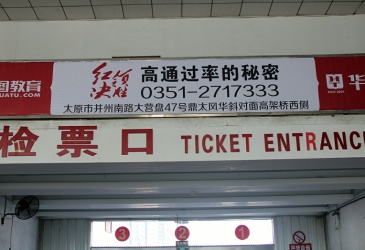 图教育
UATU.COM
红领决胜
高通过率的秘密
0351-2717333
太原市并州南路大营盘47号鼎太风华斜对面高架桥西侧
华
检票口 TICKET ENTRANCE
3 2 1